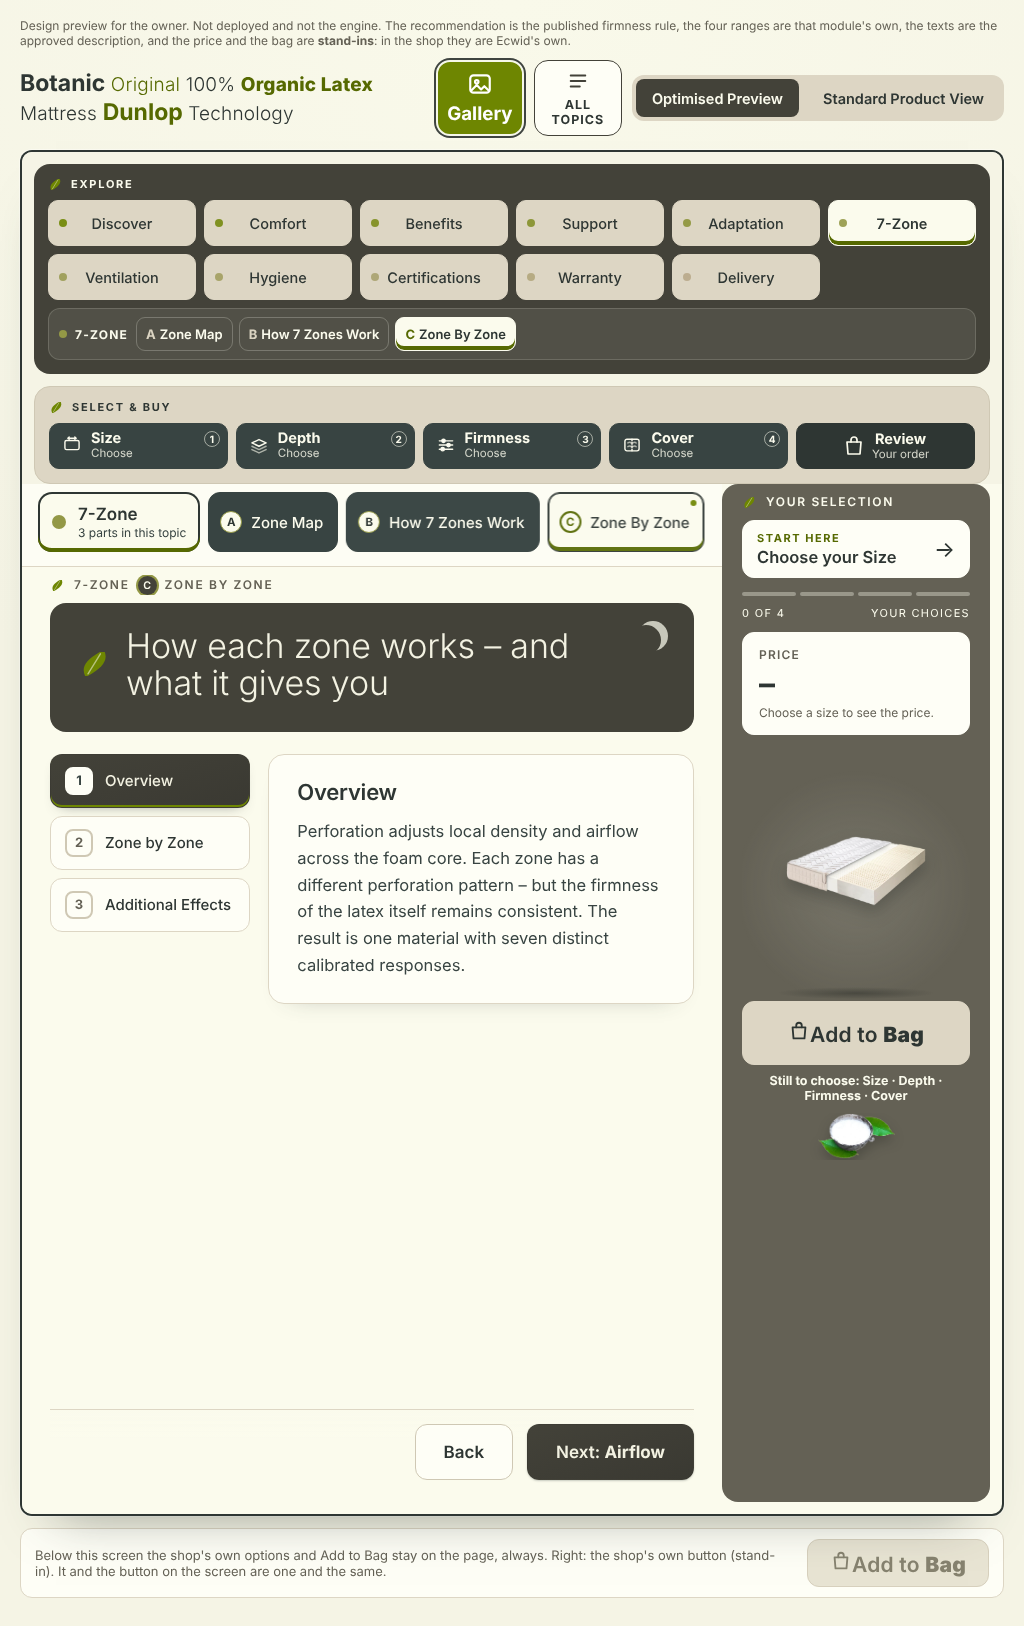 Design preview for the owner. Not deployed and not the engine. The recommendation is the published firmness rule, the four ranges are that module's own, the texts are the
approved description, and the price and the bag are stand-ins: in the shop they are Ecwid's own.
Botanic Original 100% Organic Latex
Mattress Dunlop Technology
Gallery
ALL
TOPICS
Optimised Preview
Standard Product View
EXPLORE
Discover
Comfort
Benefits
Support
Adaptation
7-Zone
Ventilation
Hygiene
Certifications
Warranty
Delivery
7-ZONE
A Zone Map
B How 7 Zones Work
C Zone By Zone
SELECT & BUY
Size
Choose
1
Depth
Choose
2
Firmness
Choose
3
Cover
Choose
4
Review
Your order
7-Zone
3 parts in this topic
A Zone Map
B How 7 Zones Work
C Zone By Zone
7-ZONE C ZONE BY ZONE
How each zone works – and
what it gives you
1 Overview
2 Zone by Zone
3 Additional Effects
Overview
Perforation adjusts local density and airflow
across the foam core. Each zone has a
different perforation pattern – but the firmness
of the latex itself remains consistent. The
result is one material with seven distinct
calibrated responses.
Back
Next: Airflow
YOUR SELECTION
START HERE
Choose your Size
0 OF 4
YOUR CHOICES
PRICE
–
Choose a size to see the price.
Add to Bag
Still to choose: Size · Depth ·
Firmness · Cover
Below this screen the shop's own options and Add to Bag stay on the page, always. Right: the shop's own button (stand-
in). It and the button on the screen are one and the same.
Add to Bag